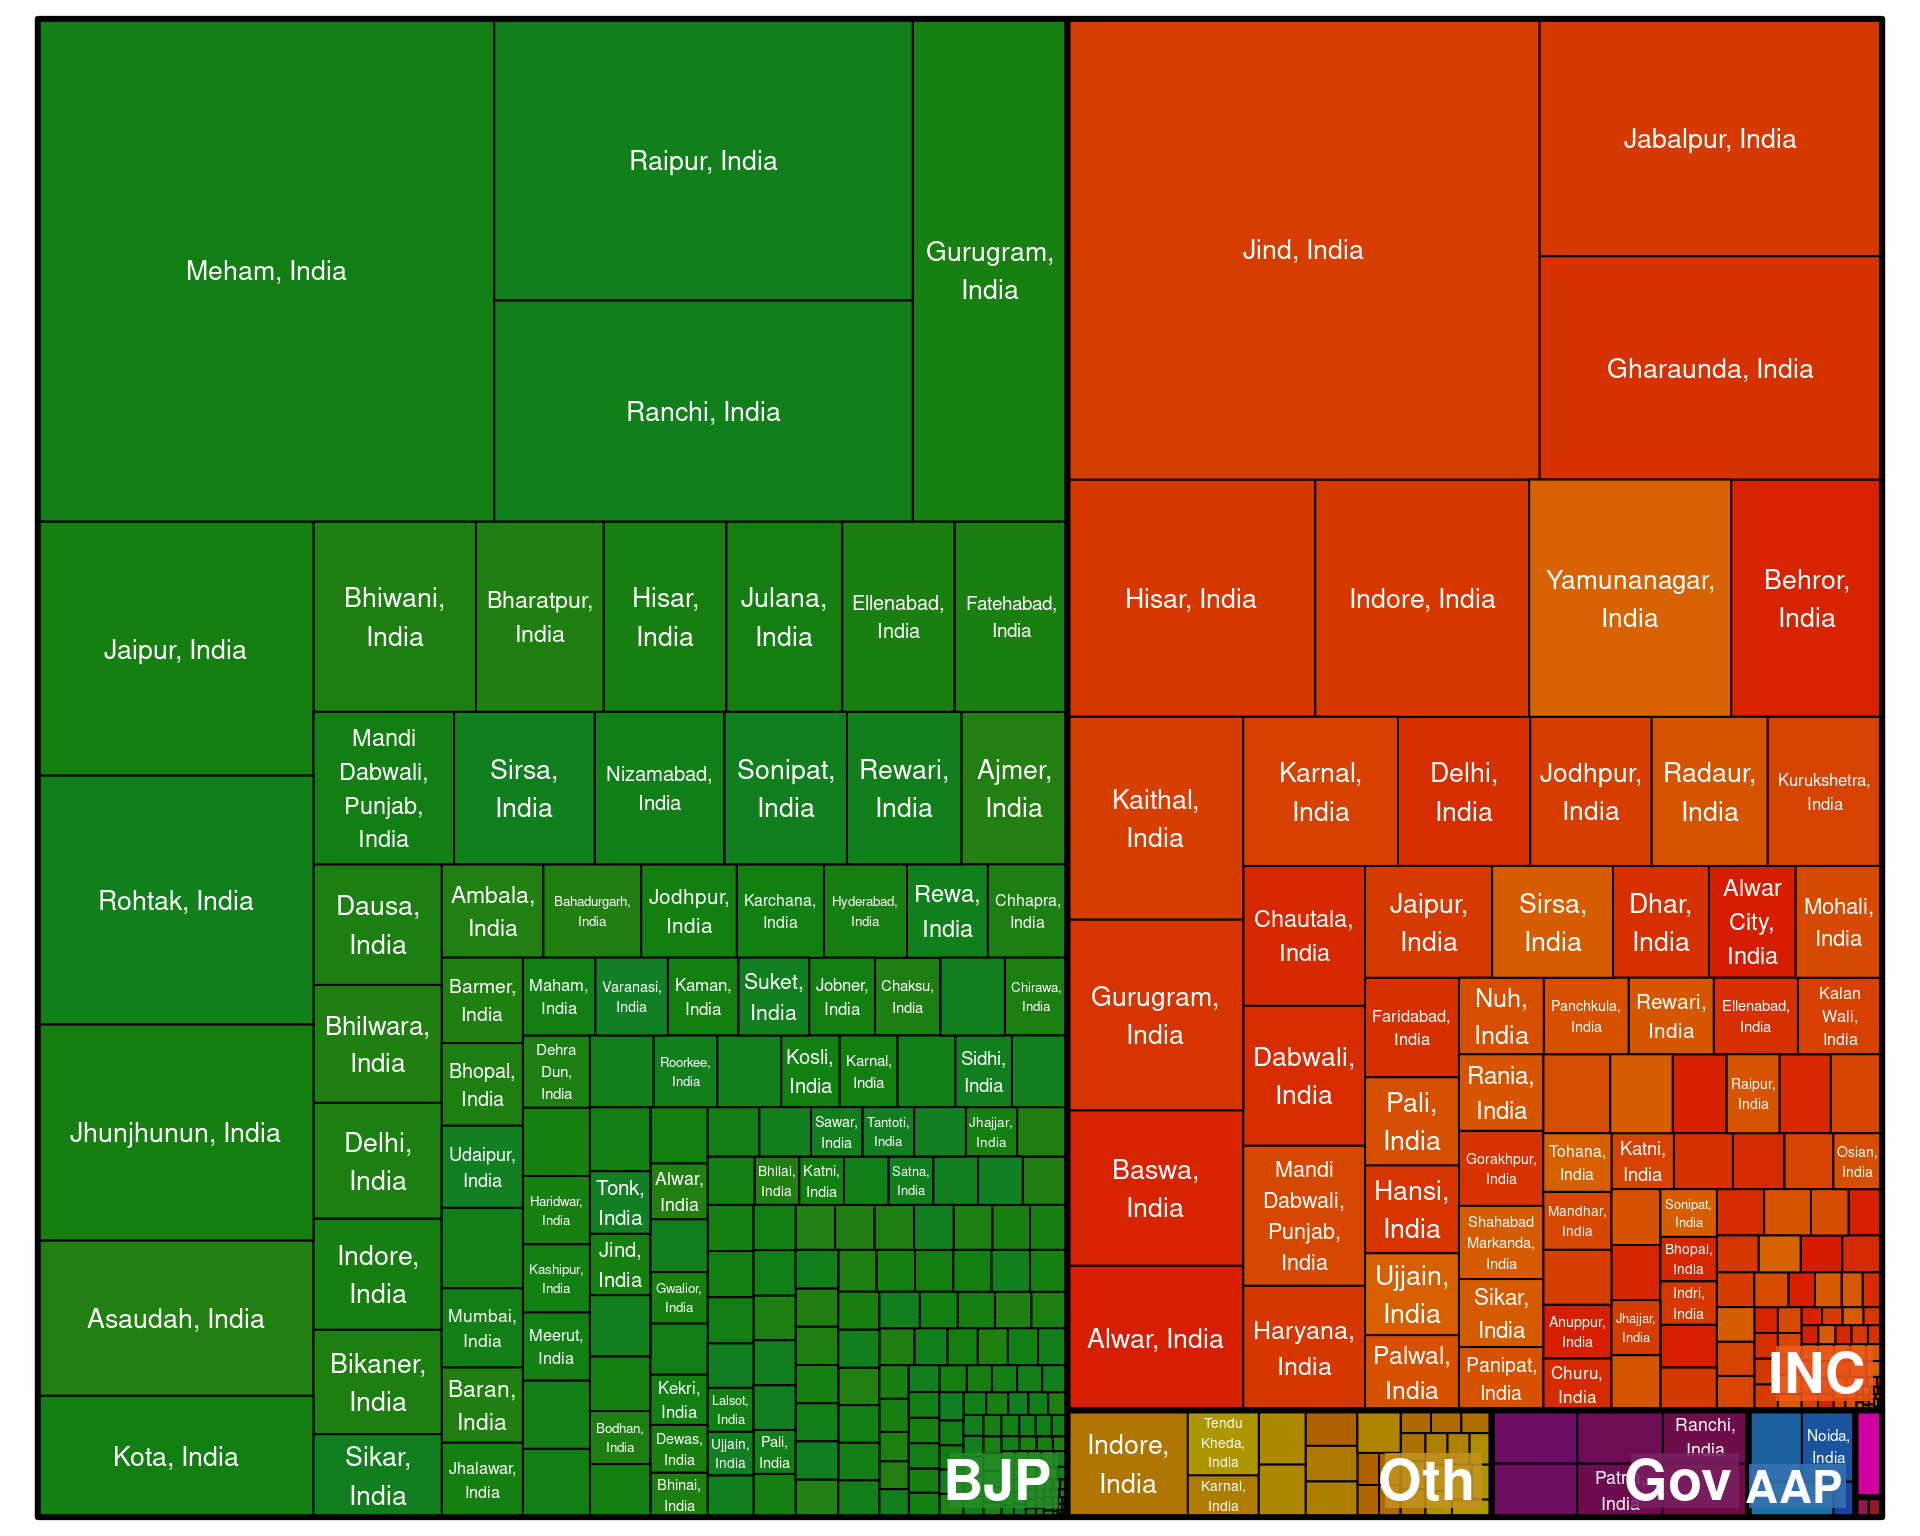 Meham, India
Raipur, India
Ranchi, India
Gurugram,
India
Jaipur, India
Rohtak, India
Jhunjhunun, India
Asaudah, India
Kota, India
Bhiwani,
India
Bharatpur,
India
Hisar,
India
Julana,
India
Ellenabad,
India
Fatehabad,
India
Mandi
Dabwali,
Punjab,
India
Sirsa,
India
Nizamabad,
India
Sonipat,
India
Rewari,
India
Ajmer,
India
Dausa,
India
Bhilwara,
India
Delhi,
India
Indore,
India
Bikaner,
India
Sikar,
India
Ambala,
India
Bahadurgarh,
India
Jodhpur,
India
Karchana,
India
Hyderabad,
India
Rewa,
India
Chhapra,
India
Barmer,
India
Bhopal,
India
Udaipur,
India
Mumbai,
India
Baran,
India
Jhalawar,
India
Maham,
India
Varanasi,
India
Kaman,
India
Suket,
India
Jobner,
India
Chaksu,
India
Chirawa,
India
Dehra
Dun,
India
Roorkee,
India
Kosli,
India
Karnal,
India
Sidhi,
India
Haridwar,
India
Kashipur,
India
Meerut,
India
Tonk,
India
Jind,
India
Bodhan,
India
Alwar,
India
Gwalior,
India
Kekri,
India
Dewas,
India
Bhinai,
India
Sawar,
India
Tantoti,
India
Jhajjar,
India
Bhilai,
India
Katni,
India
Satna,
India
Lalsot,
India
Ujjain,
India
Pali,
India
BJP
Jind, India
Jabalpur, India
Gharaunda, India
Hisar, India
Indore, India
Yamunanagar,
India
Behror,
India
Kaithal,
India
Gurugram,
India
Baswa,
India
Alwar, India
Karnal,
India
Delhi,
India
Jodhpur,
India
Radaur,
India
Kurukshetra,
India
Chautala,
India
Dabwali,
India
Mandi
Dabwali,
Punjab,
India
Haryana,
India
Jaipur,
India
Sirsa,
India
Dhar,
India
Alwar
City,
India
Mohali,
India
Faridabad,
India
Pali,
India
Hansi,
India
Ujjain,
India
Palwal,
India
Nuh,
India
Panchkula,
India
Rewari,
India
Ellenabad,
India
Kalan
Wali,
India
Rania,
India
Gorakhpur,
India
Shahabad
Markanda,
India
Sikar,
India
Panipat,
India
Raipur,
India
Tohana,
India
Katni,
India
Osian,
India
Mandhar,
India
Anuppur,
India
Churu,
India
Jhajjar,
India
Sonipat,
India
Bhopal,
India
Indri,
India
INC
Indore,
India
Tendu
Kheda,
India
Karnal,
India
Oth
Ranchi,
India
Patna,
India
Gov
Noida,
India
AAP